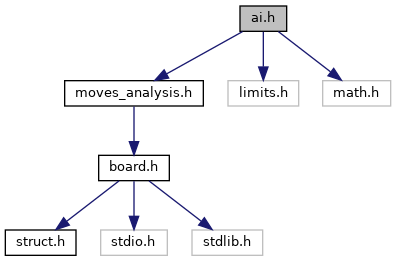 ai.h
moves_analysis.h
limits.h
math.h
board.h
struct.h
stdio.h
stdlib.h